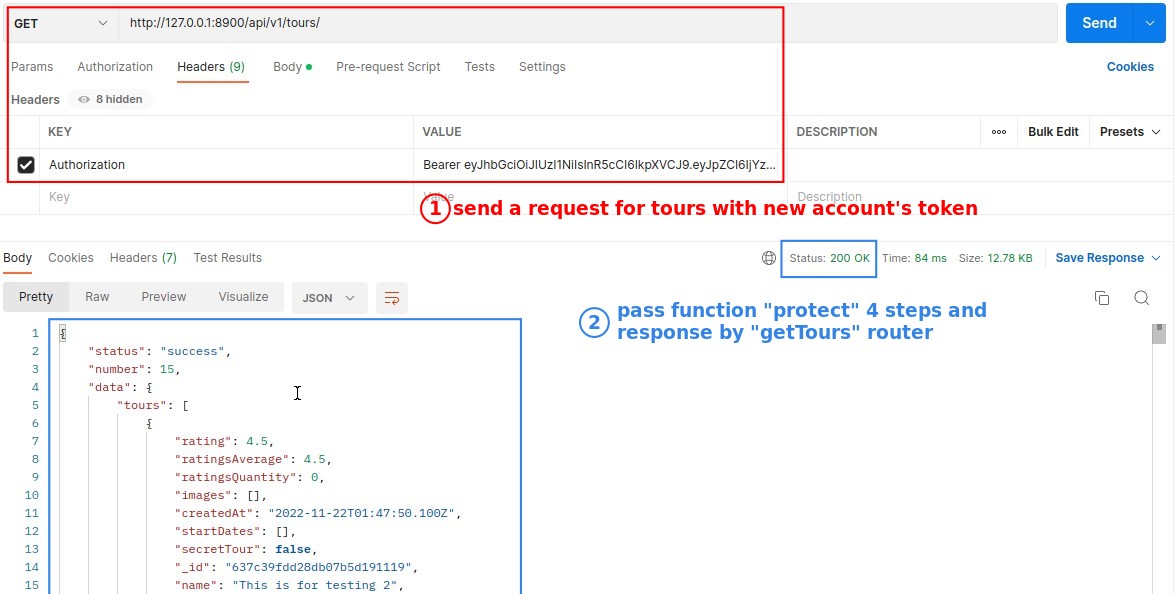 GET http://127.0.0.1:8900/api/v1/tours/ Send
Params Authorization Headers (9) Body Pre-request Script Tests Settings Cookies
Headers 8 hidden
KEY VALUE DESCRIPTION ooo Bulk Edit Presets
Authorization Bearer eyJhbGciOiJIUzI1NiIsInR5cCI6IkpXVCJ9.eyJpZCI6IjYz...
Key Value Description
1 send a request for tours with new account's token
Body Cookies Headers (7) Test Results Status: 200 OK Time: 84 ms Size: 12.78 KB Save Response
Pretty Raw Preview Visualize JSON
2 pass function "protect" 4 steps and
response by "getTours" router
1 {
2 "status": "success",
3 "number": 15,
4 "data": {
5 "tours": [
6 {
7 "rating": 4.5,
8 "ratingsAverage": 4.5,
9 "ratingsQuantity": 0,
10 "images": [],
11 "createdAt": "2022-11-22T01:47:50.100Z",
12 "startDates": [],
13 "secretTour": false,
14 "_id": "637c39fdd28db07b5d191119",
15 "name": "This is for testing 2",